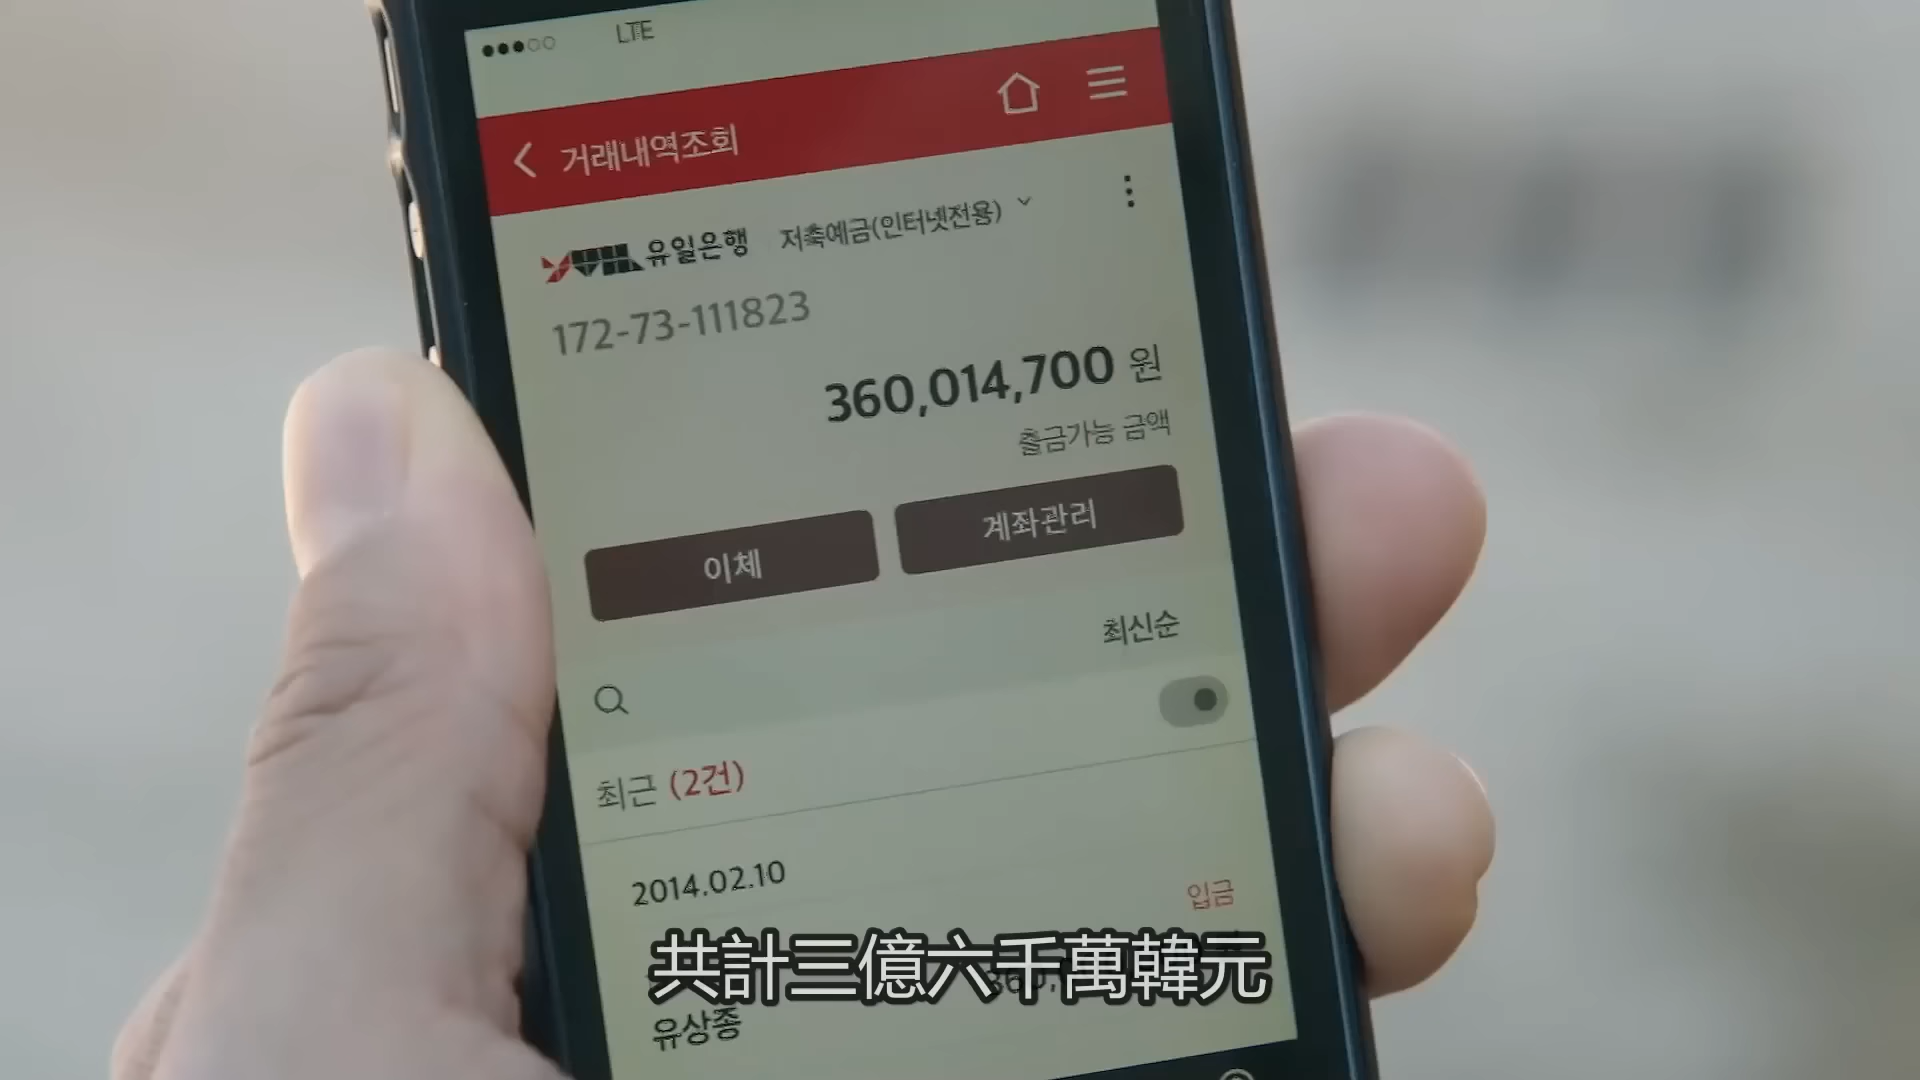 LTE
거래내역조회
YUIL 유일은행 저축예금(인터넷전용)
172-73-111823
360,014,700 원
출금가능 금액
이체 계좌관리
최신순
최근 (2건)
2014.02.10
입금
共計三億六千萬韓元
유상종